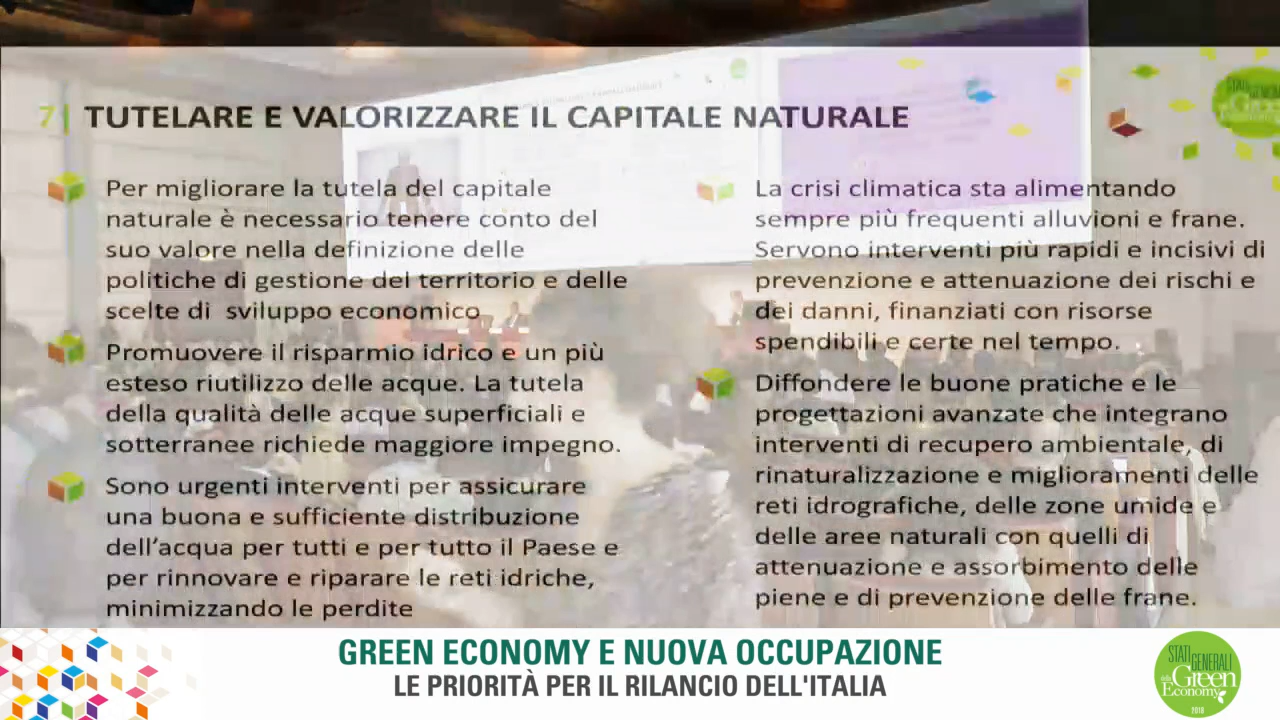 7| TUTELARE E VALORIZZARE IL CAPITALE NATURALE
Per migliorare la tutela del capitale
naturale è necessario tenere conto del
suo valore nella definizione delle
politiche di gestione del territorio e delle
scelte di sviluppo economico
Promuovere il risparmio idrico e un più
esteso riutilizzo delle acque. La tutela
della qualità delle acque superficiali e
sotterranee richiede maggiore impegno.
Sono urgenti interventi per assicurare
una buona e sufficiente distribuzione
dell'acqua per tutti e per tutto il Paese e
per rinnovare e riparare le reti idriche,
minimizzando le perdite
La crisi climatica sta alimentando
sempre più frequenti alluvioni e frane.
Servono interventi più rapidi e incisivi di
prevenzione e attenuazione dei rischi e
dei danni, finanziati con risorse
spendibili e certe nel tempo.
Diffondere le buone pratiche e le
progettazioni avanzate che integrano
interventi di recupero ambientale, di
rinaturalizzazione e miglioramenti delle
reti idrografiche, delle zone umide e
delle aree naturali con quelli di
attenuazione e assorbimento delle
piene e di prevenzione delle frane.
STATI
GENERALI
Green
GREEN ECONOMY E NUOVA OCCUPAZIONE
LE PRIORITÀ PER IL RILANCIO DELL'ITALIA
STATI
GENERALI
della Green
Economy
2018